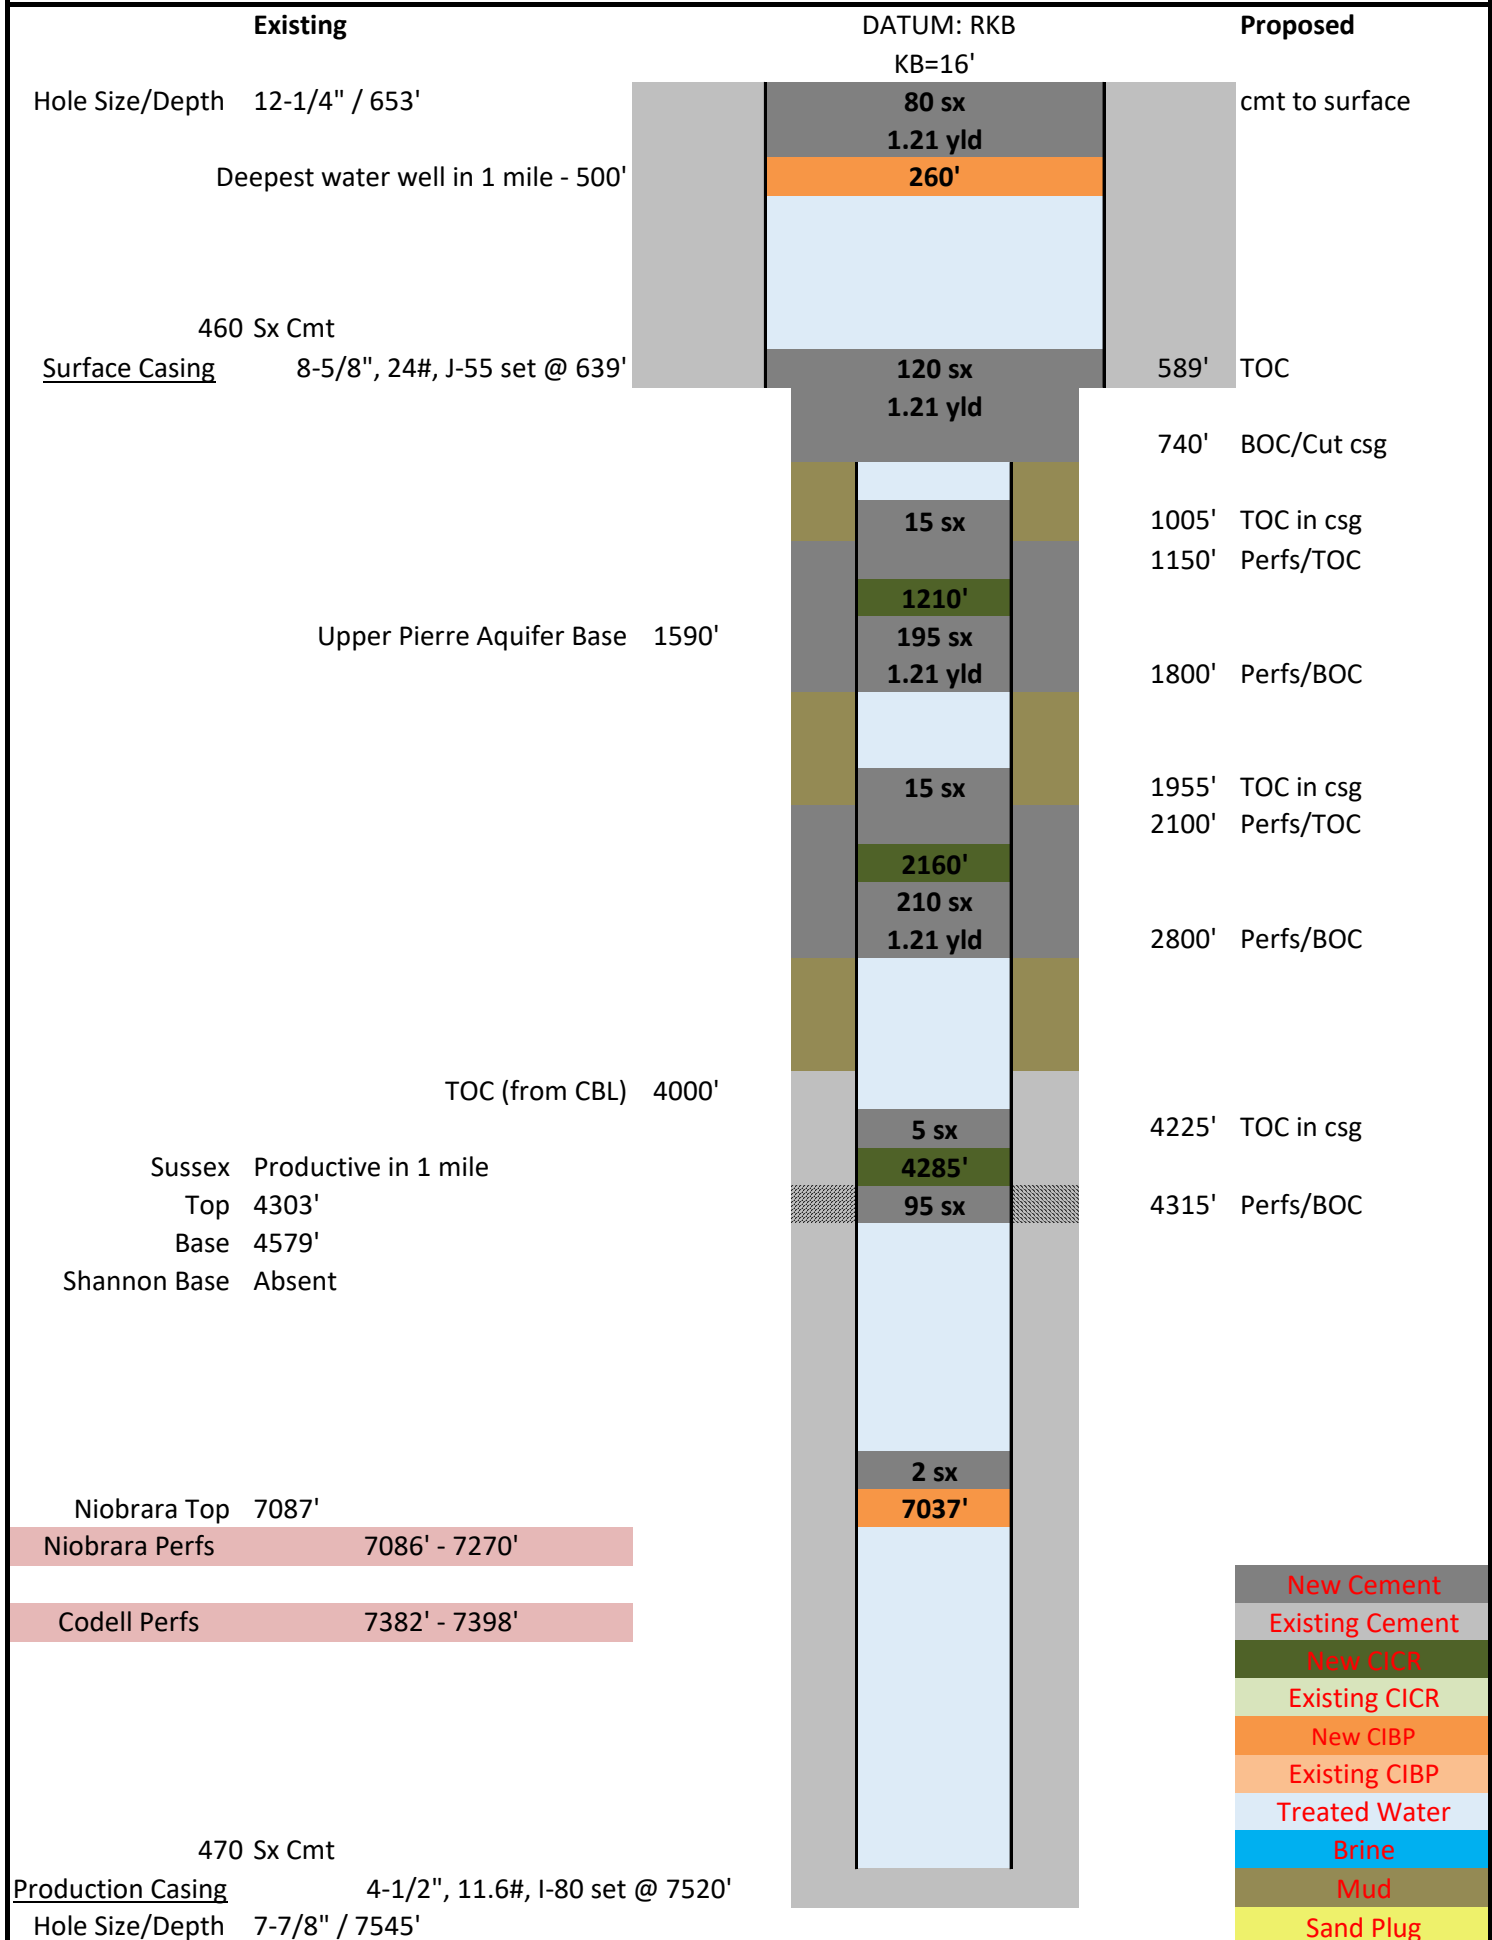 Existing DATUM: RKB Proposed
KB=16'
Hole Size/Depth 12-1/4" / 653' 80 sx cmt to surface
1.21 yld
Deepest water well in 1 mile - 500' 260'
460 Sx Cmt
Surface Casing 8-5/8", 24#, J-55 set @ 639' 120 sx 589' TOC
1.21 yld
740' BOC/Cut csg
15 sx 1005' TOC in csg
1150' Perfs/TOC
1210'
Upper Pierre Aquifer Base 1590' 195 sx
1.21 yld 1800' Perfs/BOC
15 sx 1955' TOC in csg
2100' Perfs/TOC
2160'
210 sx
1.21 yld 2800' Perfs/BOC
TOC (from CBL) 4000'
5 sx 4225' TOC in csg
Sussex Productive in 1 mile 4285'
Top 4303' 95 sx 4315' Perfs/BOC
Base 4579'
Shannon Base Absent
2 sx
Niobrara Top 7087' 7037'
Niobrara Perfs 7086' - 7270'
New Cement
Codell Perfs 7382' - 7398' Existing Cement
New CICR
Existing CICR
New CIBP
Existing CIBP
Treated Water
470 Sx Cmt Brine
Production Casing 4-1/2", 11.6#, I-80 set @ 7520' Mud
Hole Size/Depth 7-7/8" / 7545' Sand Plug